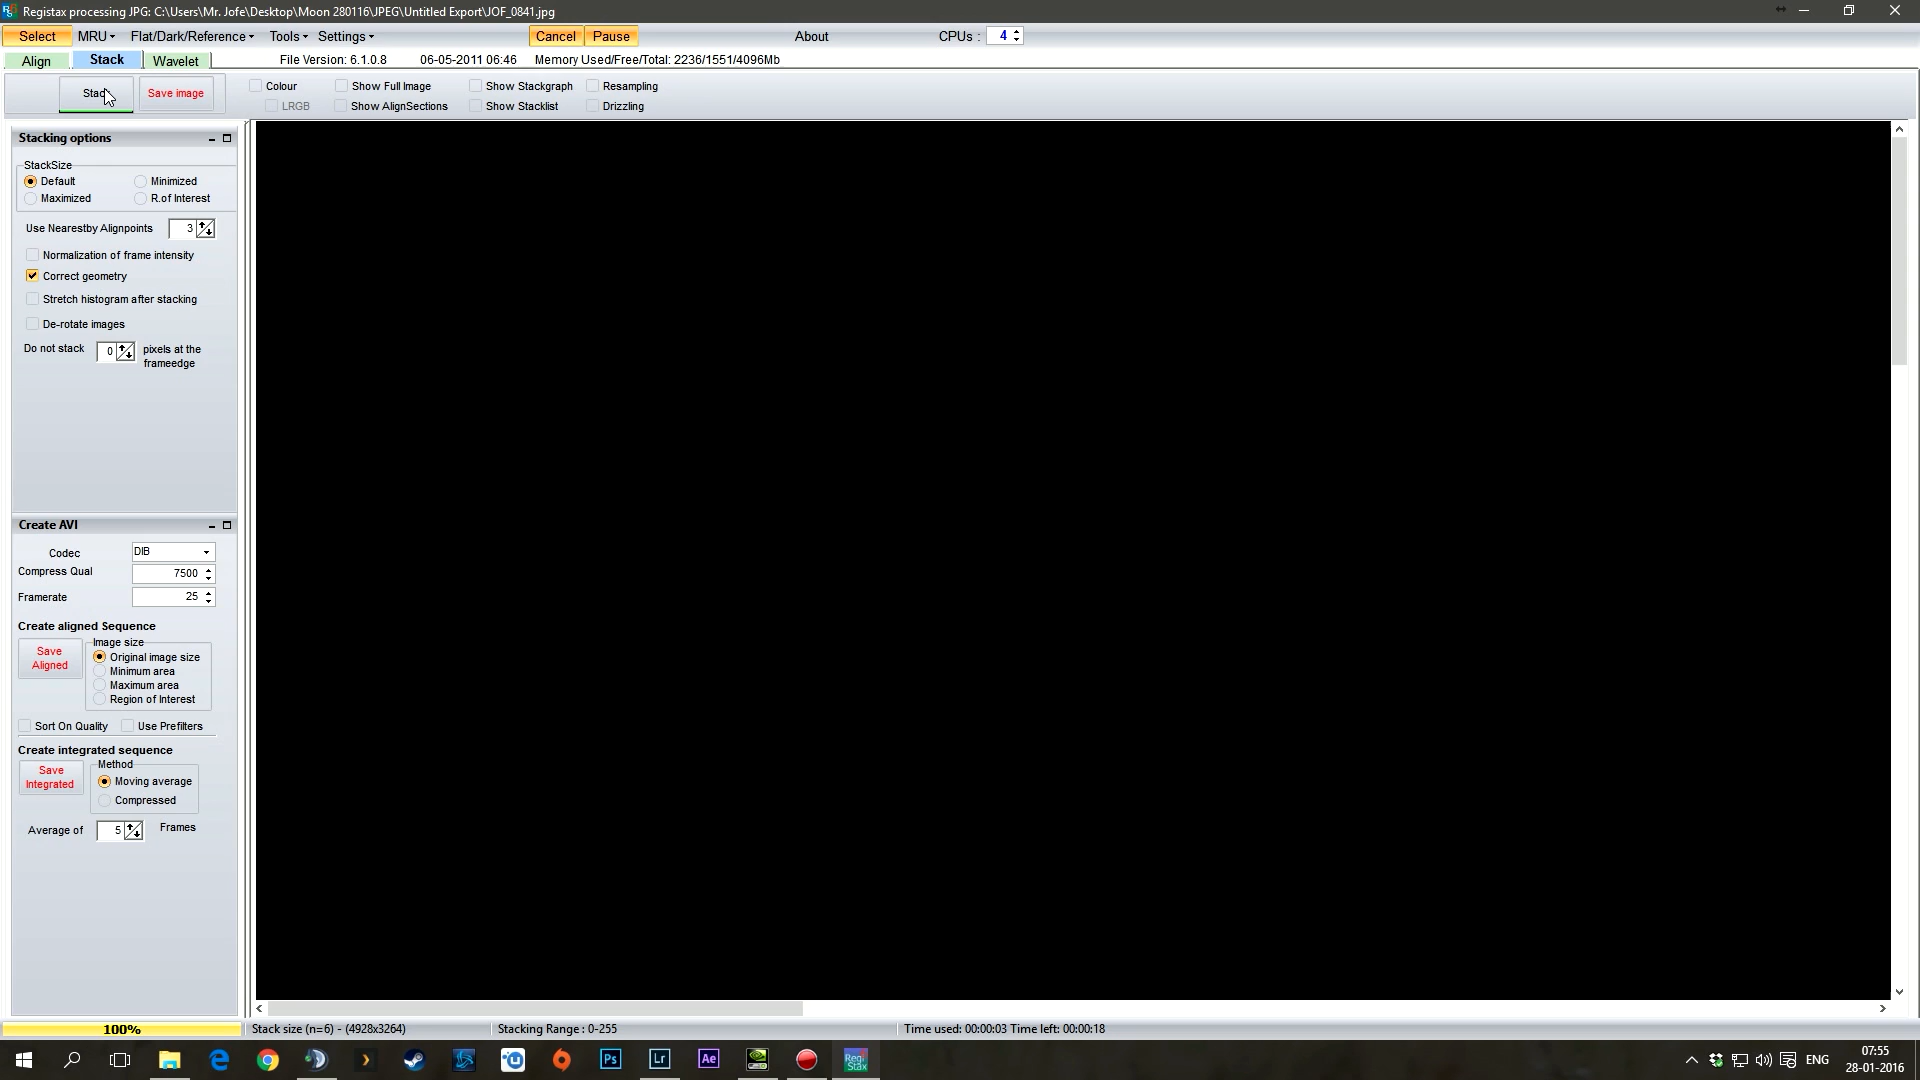 Registax processing JPG: C:\Users\Mr. Jofe\Desktop\Moon 280116\JPEG\Untitled Export\JOF_0841.jpg
Select MRU Flat/Dark/Reference Tools Settings Cancel Pause About CPUs : 4
Align Stack Wavelet File Version: 6.1.0.8 06-05-2011 06:46 Memory Used/Free/Total: 2236/1551/4096Mb
Save image Colour Show Full Image Show Stackgraph Resampling
LRGB Show AlignSections Show Stacklist Drizzling
Stacking options
StackSize
Default Minimized
Maximized R.of Interest
Use Nearestby Alignpoints 3
Normalization of frame intensity
Correct geometry
Stretch histogram after stacking
De-rotate images
Do not stack 0 pixels at the
frameedge
Create AVI
Codec DIB
Compress Qual 7500
Framerate 25
Create aligned Sequence
Image size
Save
Aligned
Original image size
Minimum area
Maximum area
Region of Interest
Sort On Quality Use Prefilters
Create integrated sequence
Method
Save
Integrated
Moving average
Compressed
Average of 5 Frames
100% Stack size (n=6) - (4928x3264) Stacking Range : 0-255 Time used: 00:00:03 Time left: 00:00:18
Ps Lr Ae Regi
Stax
ENG
07:55
28-01-2016